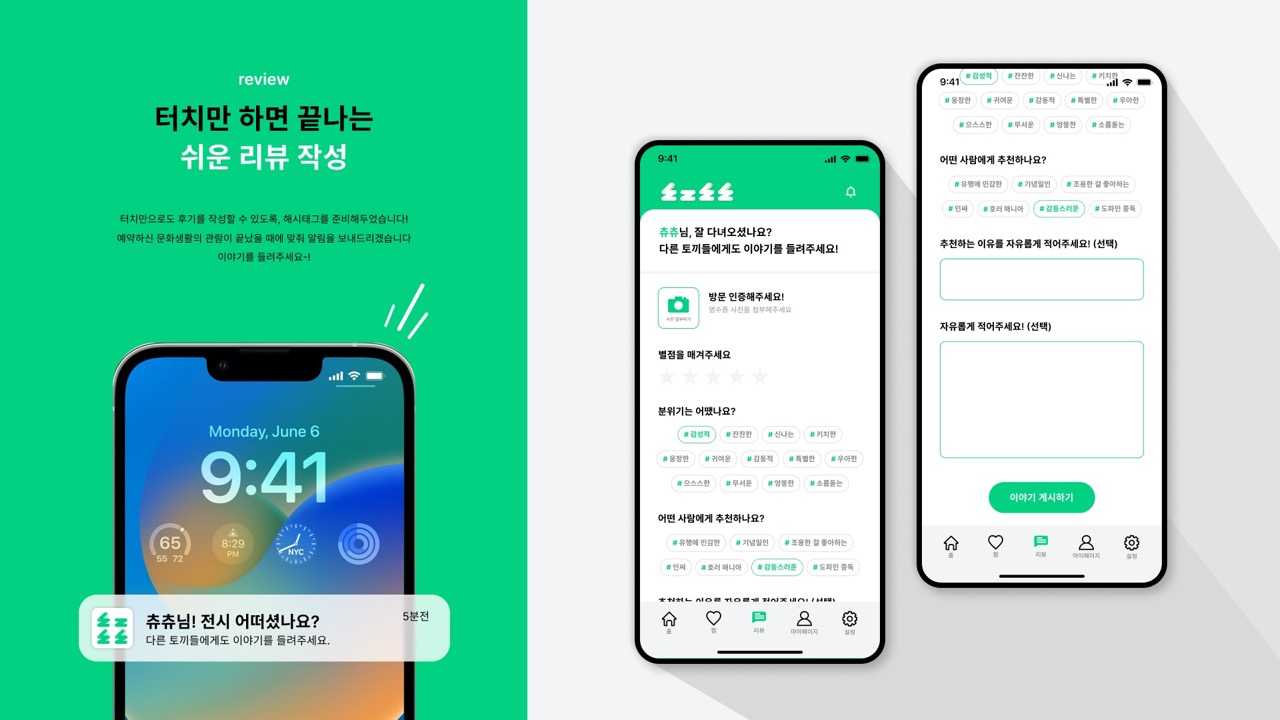 review
터치만 하면 끝나는
쉬운 리뷰 작성
터치만으로도 후기를 작성할 수 있도록, 해시태그를 준비해두었습니다!
예약하신 문화생활의 관람이 끝났을 때에 맞춰 알림을 보내드리겠습니다
이야기를 들려주세요~!
Monday, June 6
9:41
65
55 72
8:29
PM
NYC
츄츄님! 전시 어떠셨나요?
5분전
다른 토끼들에게도 이야기를 들려주세요.
9:41
츄츄님, 잘 다녀오셨나요?
다른 토끼들에게도 이야기를 들려주세요!
방문 인증해주세요!
영수증 사진을 첨부해주세요
사진 첨부하기
별점을 매겨주세요
분위기는 어땠나요?
# 감성적 # 잔잔한 # 신나는 # 키치한
# 웅장한 # 귀여운 # 감동적 # 특별한 # 우아한
# 으스스한 # 무서운 # 엉뚱한 # 소름돋는
어떤 사람에게 추천하나요?
# 유행에 민감한 # 기념일인 # 조용한 걸 좋아하는
# 인싸 # 호러 매니아 # 감동스러운 # 도파민 중독
추천하는 이유를 자유롭게 적어주세요! (선택)
홈 찜 리뷰 마이페이지 설정
9:41
# 감성적 # 잔잔한 # 신나는 # 키치한
# 웅장한 # 귀여운 # 감동적 # 특별한 # 우아한
# 으스스한 # 무서운 # 엉뚱한 # 소름돋는
어떤 사람에게 추천하나요?
# 유행에 민감한 # 기념일인 # 조용한 걸 좋아하는
# 인싸 # 호러 매니아 # 감동스러운 # 도파민 중독
추천하는 이유를 자유롭게 적어주세요! (선택)
자유롭게 적어주세요! (선택)
이야기 게시하기
홈 찜 리뷰 마이페이지 설정